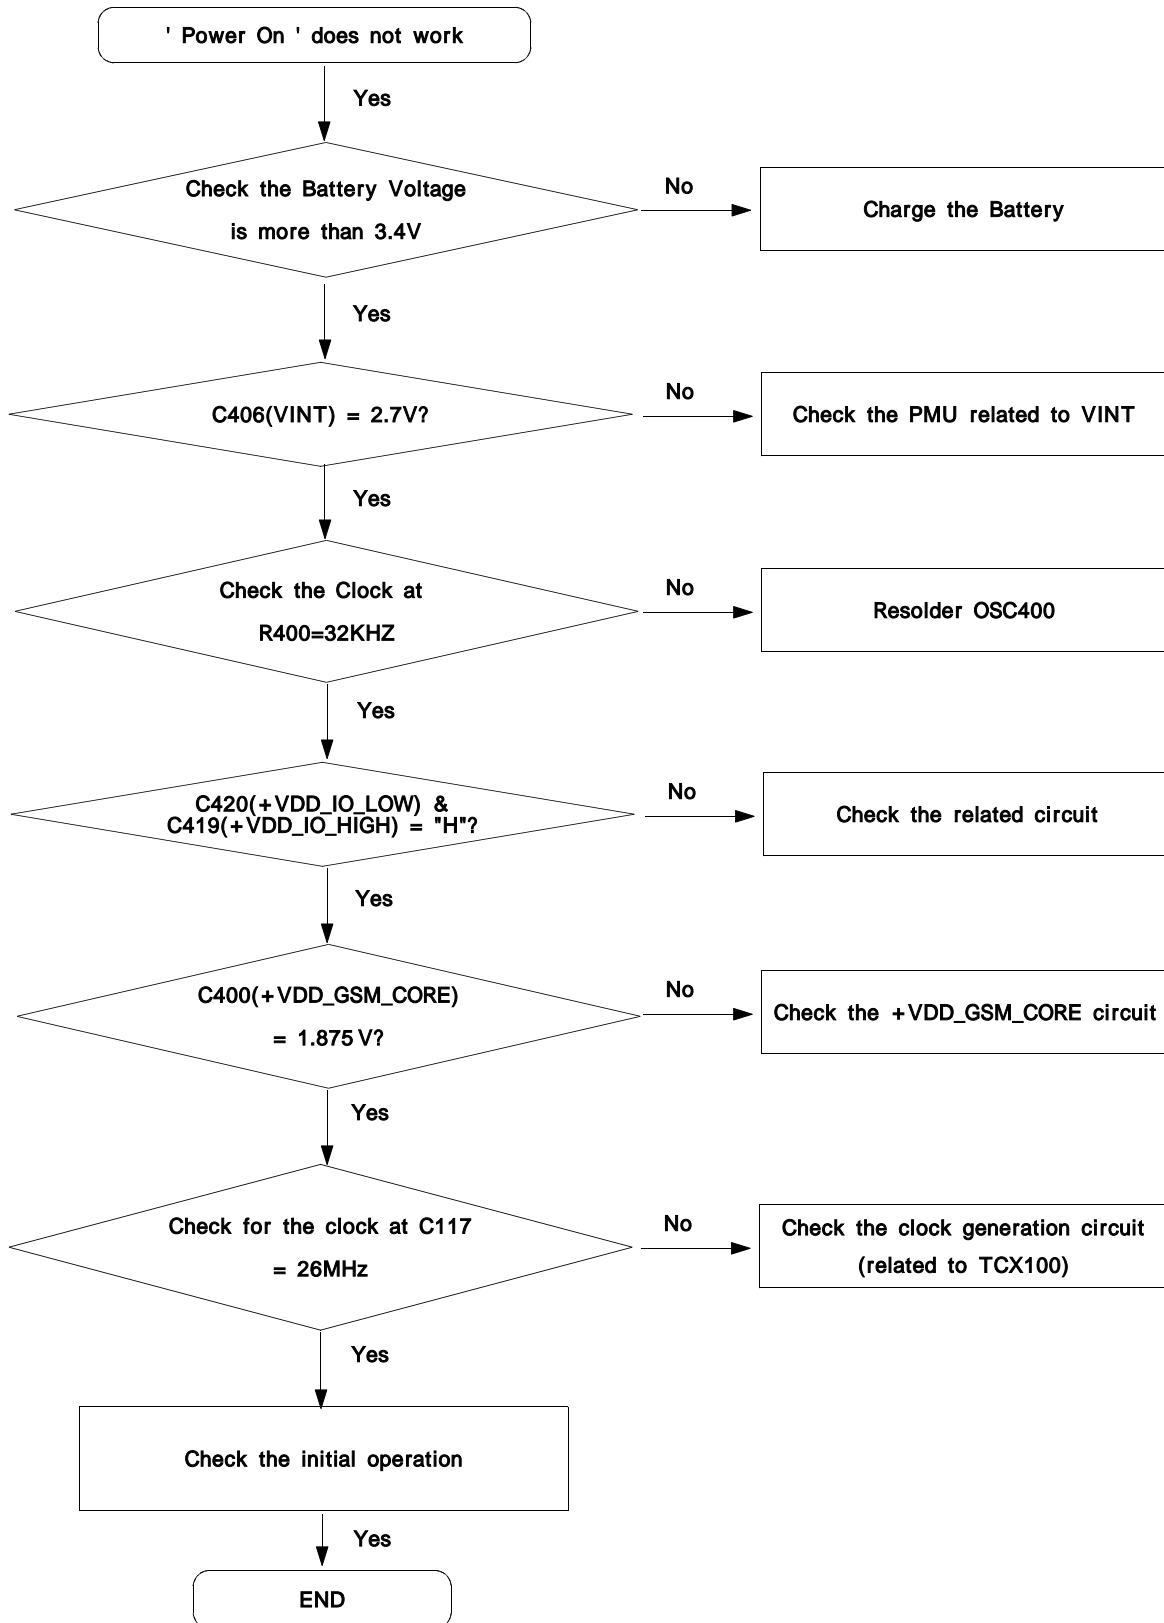 ' Power On ' does not work
Yes
Check the Battery Voltage
is more than 3.4V
No
Charge the Battery
Yes
C406(VINT) = 2.7V?
No
Check the PMU related to VINT
Yes
Check the Clock at
R400=32KHZ
No
Resolder OSC400
Yes
C420(+VDD_IO_LOW) &
C419(+VDD_IO_HIGH) = "H"?
No
Check the related circuit
Yes
C400(+VDD_GSM_CORE)
= 1.875 V?
No
Check the +VDD_GSM_CORE circuit
Yes
Check for the clock at C117
= 26MHz
No
Check the clock generation circuit
(related to TCX100)
Yes
Check the initial operation
Yes
END